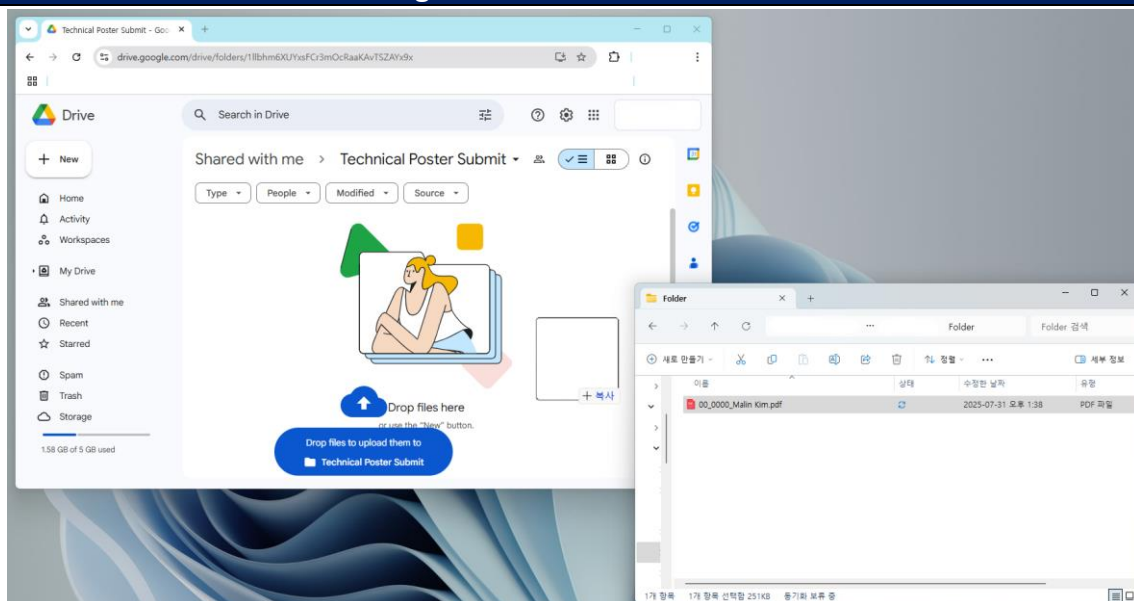 Technical Poster Submit - Goo
drive.google.com/drive/folders/1llbhm6XUYxsFCr3mOcRaaKAvTSZAYx9x
Drive
Search in Drive
New
Shared with me > Technical Poster Submit
Type
People
Modified
Source
Home
Activity
Workspaces
My Drive
Shared with me
Recent
Starred
Spam
Trash
Storage
1.58 GB of 5 GB used
Drop files here
or use the "New" button.
Drop files to upload them to
Technical Poster Submit
+ 복사
Folder
... Folder
Folder 검색
새로 만들기
정렬
...
세부 정보
이름
상태
수정한 날짜
유형
00_0000_Malin Kim.pdf
2025-07-31 오후 1:38
PDF 파일
1개 항목
1개 항목 선택함 251KB
동기화 보류 중